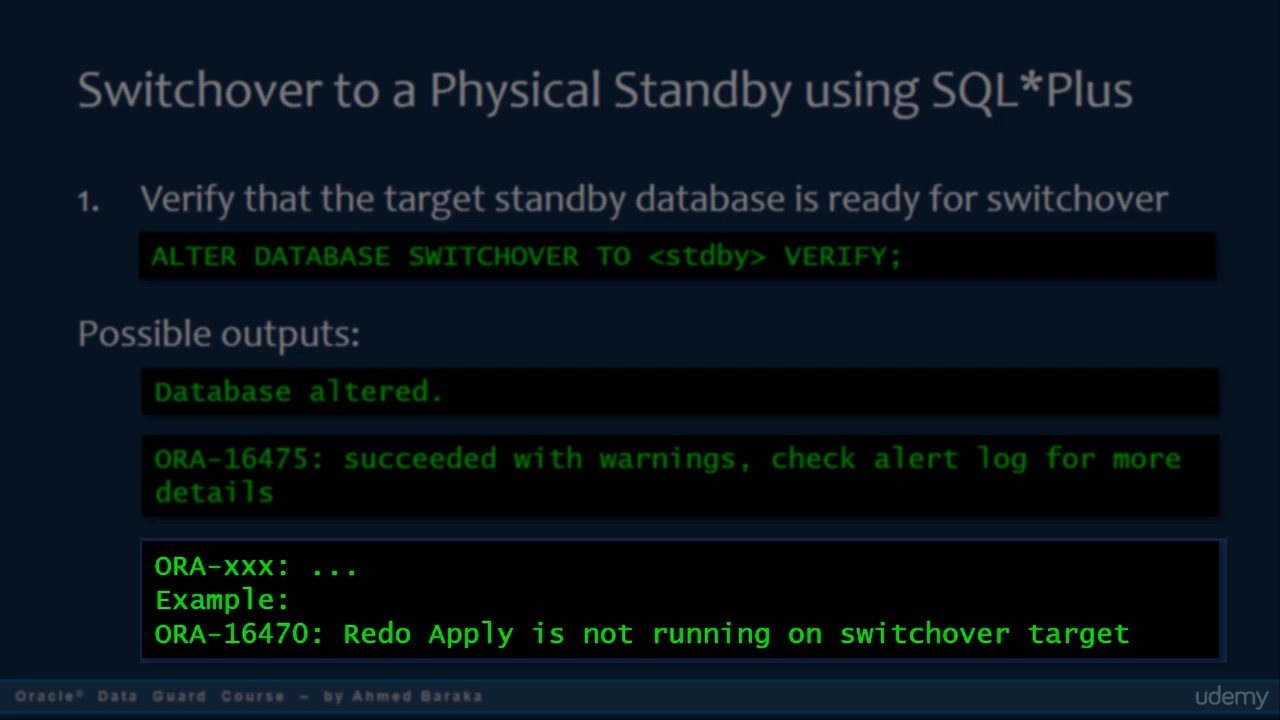 Switchover to a Physical Standby using SQL*Plus
1. Verify that the target standby database is ready for switchover
ALTER DATABASE SWITCHOVER TO <stdby> VERIFY;
Possible outputs:
Database altered.
ORA-16475: succeeded with warnings, check alert log for more
details
ORA-xxx: ...
Example:
ORA-16470: Redo Apply is not running on switchover target
Oracle® Data Guard Course – by Ahmed Baraka
udemy